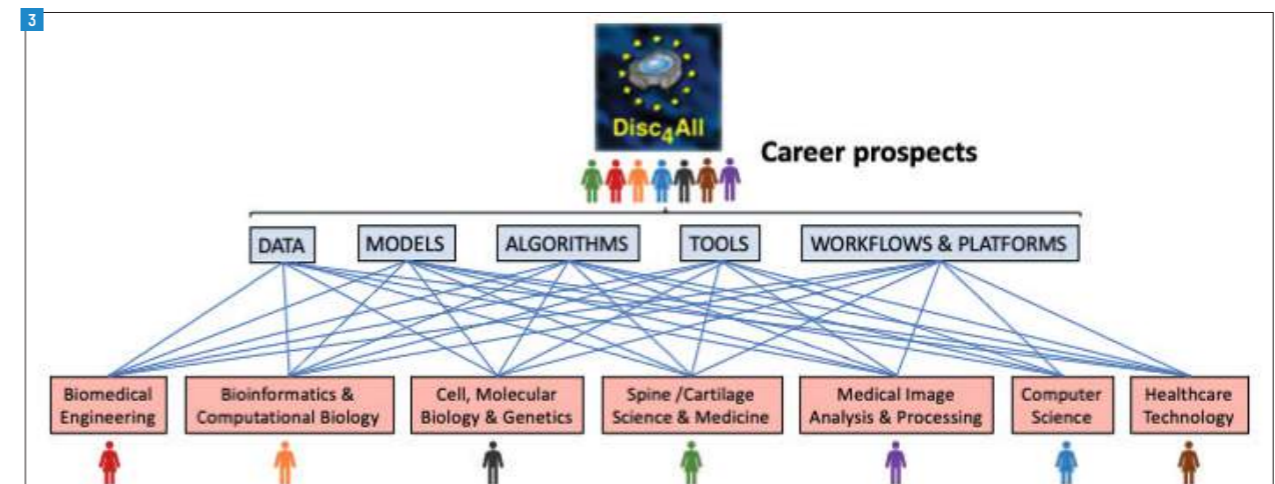 3
Disc4All
Career prospects
DATA
MODELS
ALGORITHMS
TOOLS
WORKFLOWS & PLATFORMS
Biomedical
Engineering
Bioinformatics &
Computational Biology
Cell, Molecular
Biology & Genetics
Spine /Cartilage
Science & Medicine
Medical Image
Analysis & Processing
Computer
Science
Healthcare
Technology